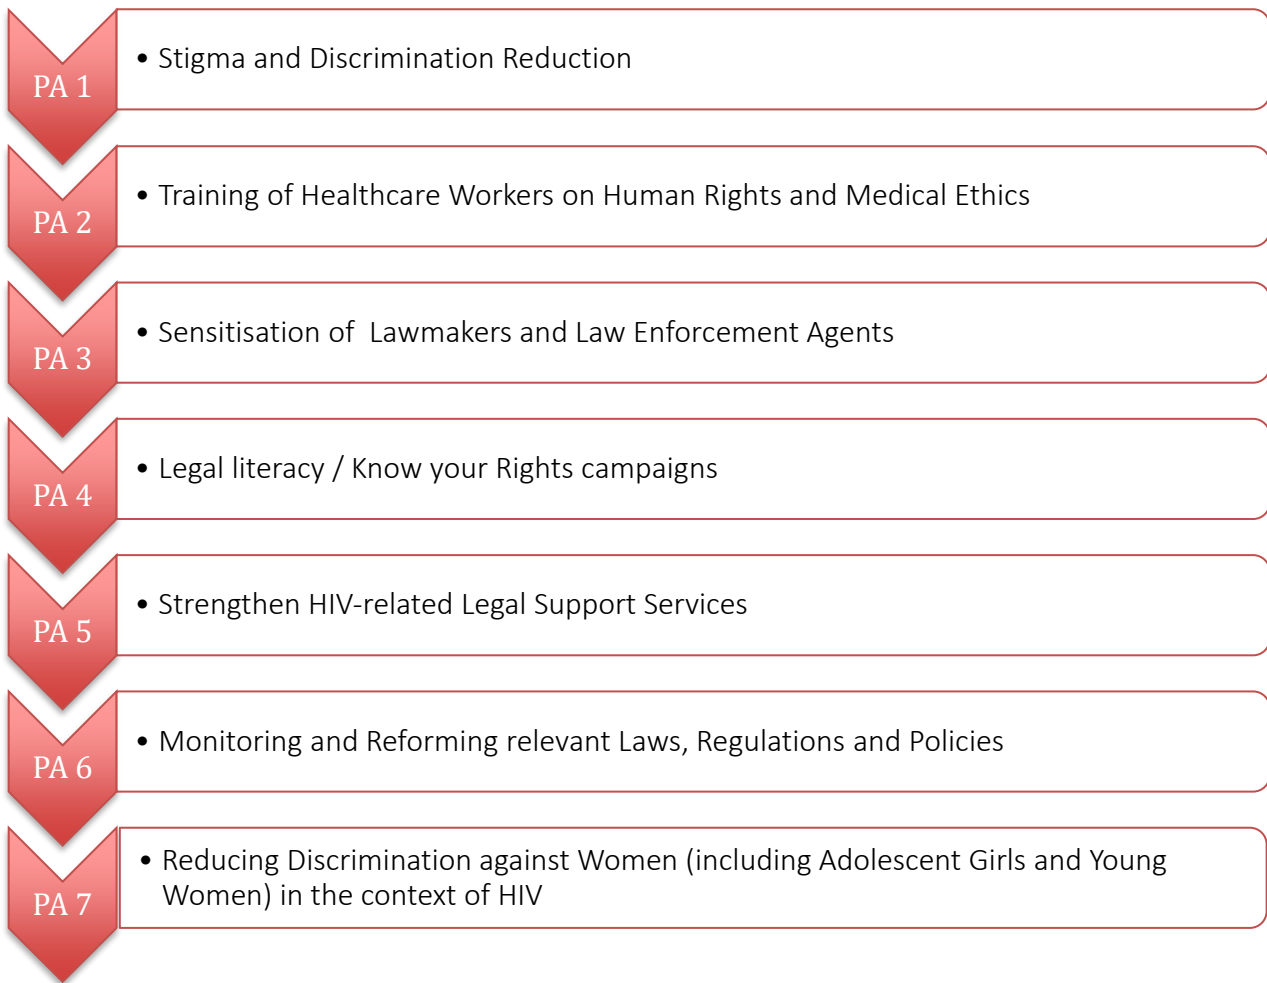 PA 1
• Stigma and Discrimination Reduction
PA 2
• Training of Healthcare Workers on Human Rights and Medical Ethics
PA 3
• Sensitisation of  Lawmakers and Law Enforcement Agents
PA 4
• Legal literacy / Know your Rights campaigns
PA 5
• Strengthen HIV-related Legal Support Services
PA 6
• Monitoring and Reforming relevant Laws, Regulations and Policies
PA 7
• Reducing Discrimination against Women (including Adolescent Girls and Young
Women) in the context of HIV